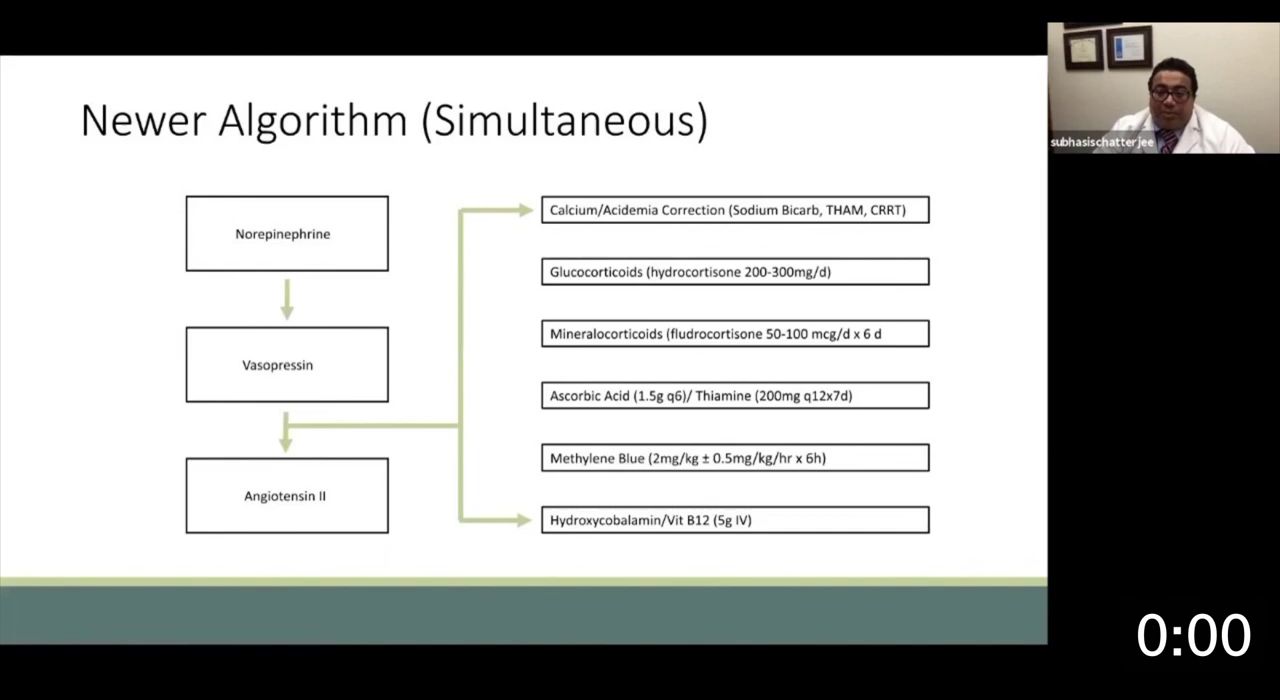 Newer Algorithm (Simultaneous)
subhasischatterjee
Norepinephrine
Vasopressin
Angiotensin II
Calcium/Acidemia Correction (Sodium Bicarb, THAM, CRRT)
Glucocorticoids (hydrocortisone 200-300mg/d)
Mineralocorticoids (fludrocortisone 50-100 mcg/d x 6 d
Ascorbic Acid (1.5g q6)/ Thiamine (200mg q12x7d)
Methylene Blue (2mg/kg ± 0.5mg/kg/hr x 6h)
Hydroxycobalamin/Vit B12 (5g IV)
0:00